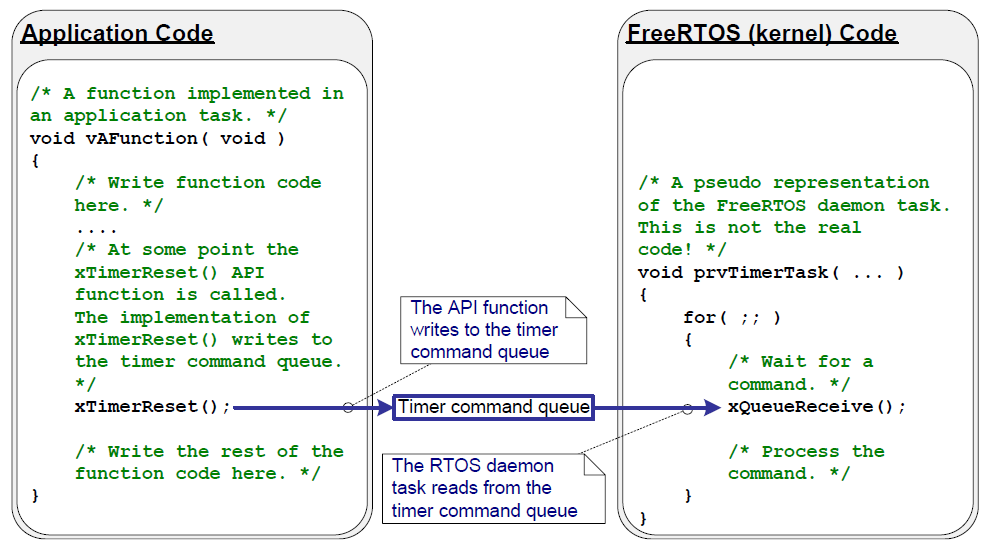 Application Code
/* A function implemented in
an application task. */
void vAFunction( void )
{
/* Write function code
here. */
....
/* At some point the
xTimerReset() API
function is called.
The implementation of
xTimerReset() writes to
the timer command queue.
*/
xTimerReset();
/* Write the rest of the
function code here. */
}
The API function
writes to the timer
command queue
Timer command queue
The RTOS daemon
task reads from the
timer command queue
FreeRTOS (kernel) Code
/* A pseudo representation
of the FreeRTOS daemon task.
This is not the real
code! */
void prvTimerTask( ... )
{
for( ;; )
{
/* Wait for a
command. */
xQueueReceive();
/* Process the
command. */
}
}